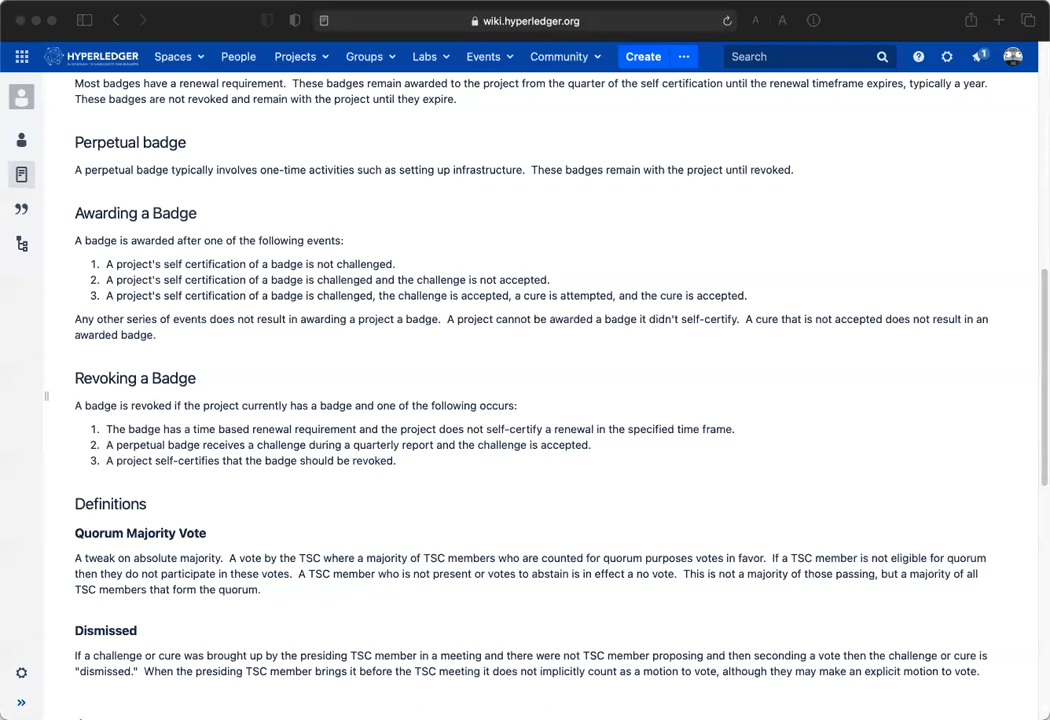 wiki.hyperledger.org
A A
HYPERLEDGER Spaces People Projects Groups Labs Events Community Create ··· Search 1
Most badges have a renewal requirement. These badges remain awarded to the project from the quarter of the self certification until the renewal timeframe expires, typically a year.
These badges are not revoked and remain with the project until they expire.
Perpetual badge
A perpetual badge typically involves one-time activities such as setting up infrastructure. These badges remain with the project until revoked.
Awarding a Badge
A badge is awarded after one of the following events:
1. A project's self certification of a badge is not challenged.
2. A project's self certification of a badge is challenged and the challenge is not accepted.
3. A project's self certification of a badge is challenged, the challenge is accepted, a cure is attempted, and the cure is accepted.
Any other series of events does not result in awarding a project a badge. A project cannot be awarded a badge it didn't self-certify. A cure that is not accepted does not result in an
awarded badge.
Revoking a Badge
A badge is revoked if the project currently has a badge and one of the following occurs:
1. The badge has a time based renewal requirement and the project does not self-certify a renewal in the specified time frame.
2. A perpetual badge receives a challenge during a quarterly report and the challenge is accepted.
3. A project self-certifies that the badge should be revoked.
Definitions
Quorum Majority Vote
A tweak on absolute majority. A vote by the TSC where a majority of TSC members who are counted for quorum purposes votes in favor. If a TSC member is not eligible for quorum
then they do not participate in these votes. A TSC member who is not present or votes to abstain is in effect a no vote. This is not a majority of those passing, but a majority of all
TSC members that form the quorum.
Dismissed
If a challenge or cure was brought up by the presiding TSC member in a meeting and there were not TSC member proposing and then seconding a vote then the challenge or cure is
"dismissed." When the presiding TSC member brings it before the TSC meeting it does not implicitly count as a motion to vote, although they may make an explicit motion to vote.